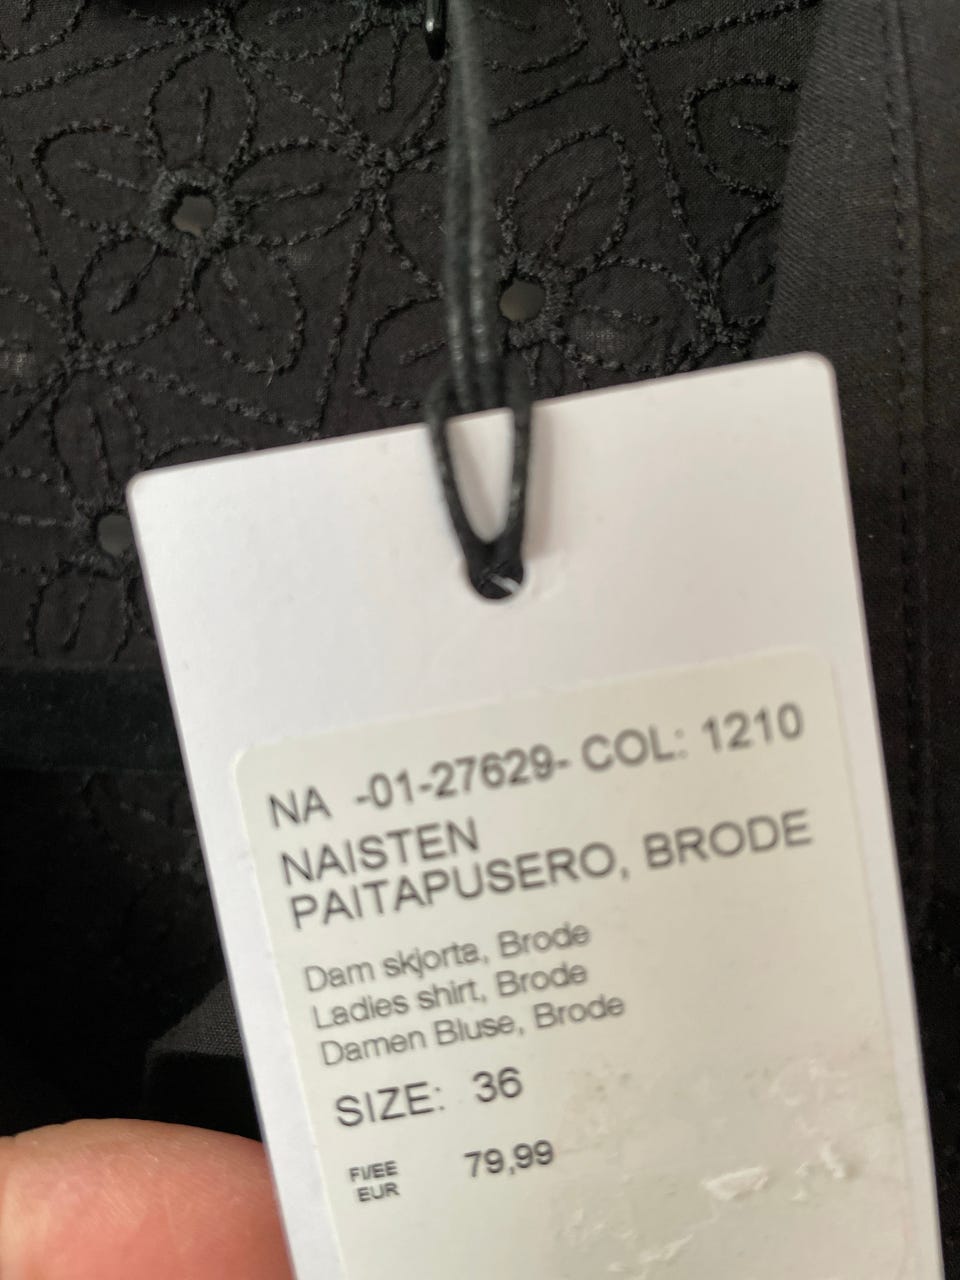 NA -01-27629- COL: 1210
NAISTEN
PAITAPUSERO, BRODE
Dam skjorta, Brode
Ladies shirt, Brode
Damen Bluse, Brode
SIZE: 36
FI/EE 79,99
EUR